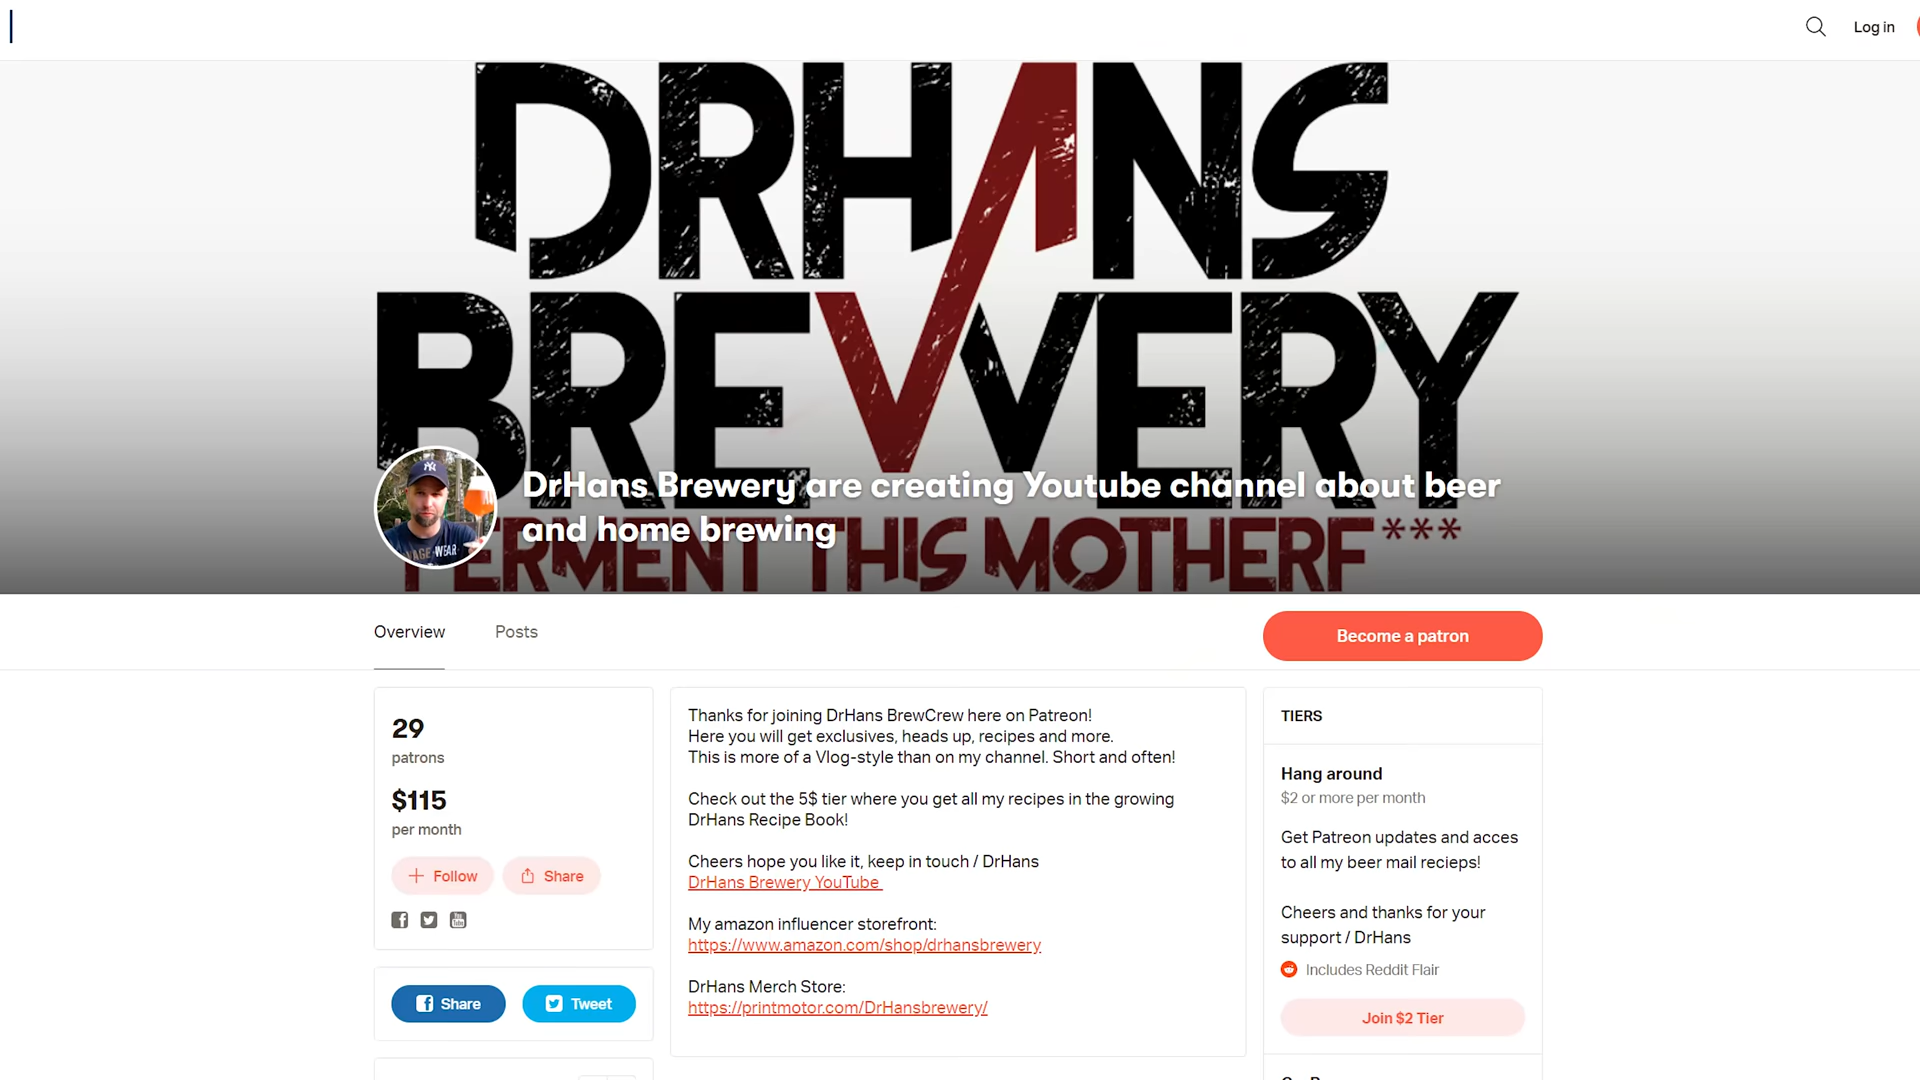 Log in
DRHANS
BREWERY
FERMENT THIS MOTHERF***
DrHans Brewery are creating Youtube channel about beer
and home brewing
Overview
Posts
Become a patron
29
patrons
$115
per month
Follow
Share
Share
Tweet
Thanks for joining DrHans BrewCrew here on Patreon!
Here you will get exclusives, heads up, recipes and more.
This is more of a Vlog-style than on my channel. Short and often!
Check out the 5$ tier where you get all my recipes in the growing
DrHans Recipe Book!
Cheers hope you like it, keep in touch / DrHans
DrHans Brewery YouTube
My amazon influencer storefront:
https://www.amazon.com/shop/drhansbrewery
DrHans Merch Store:
https://printmotor.com/DrHansbrewery/
TIERS
Hang around
$2 or more per month
Get Patreon updates and acces
to all my beer mail recieps!
Cheers and thanks for your
support / DrHans
Includes Reddit Flair
Join $2 Tier